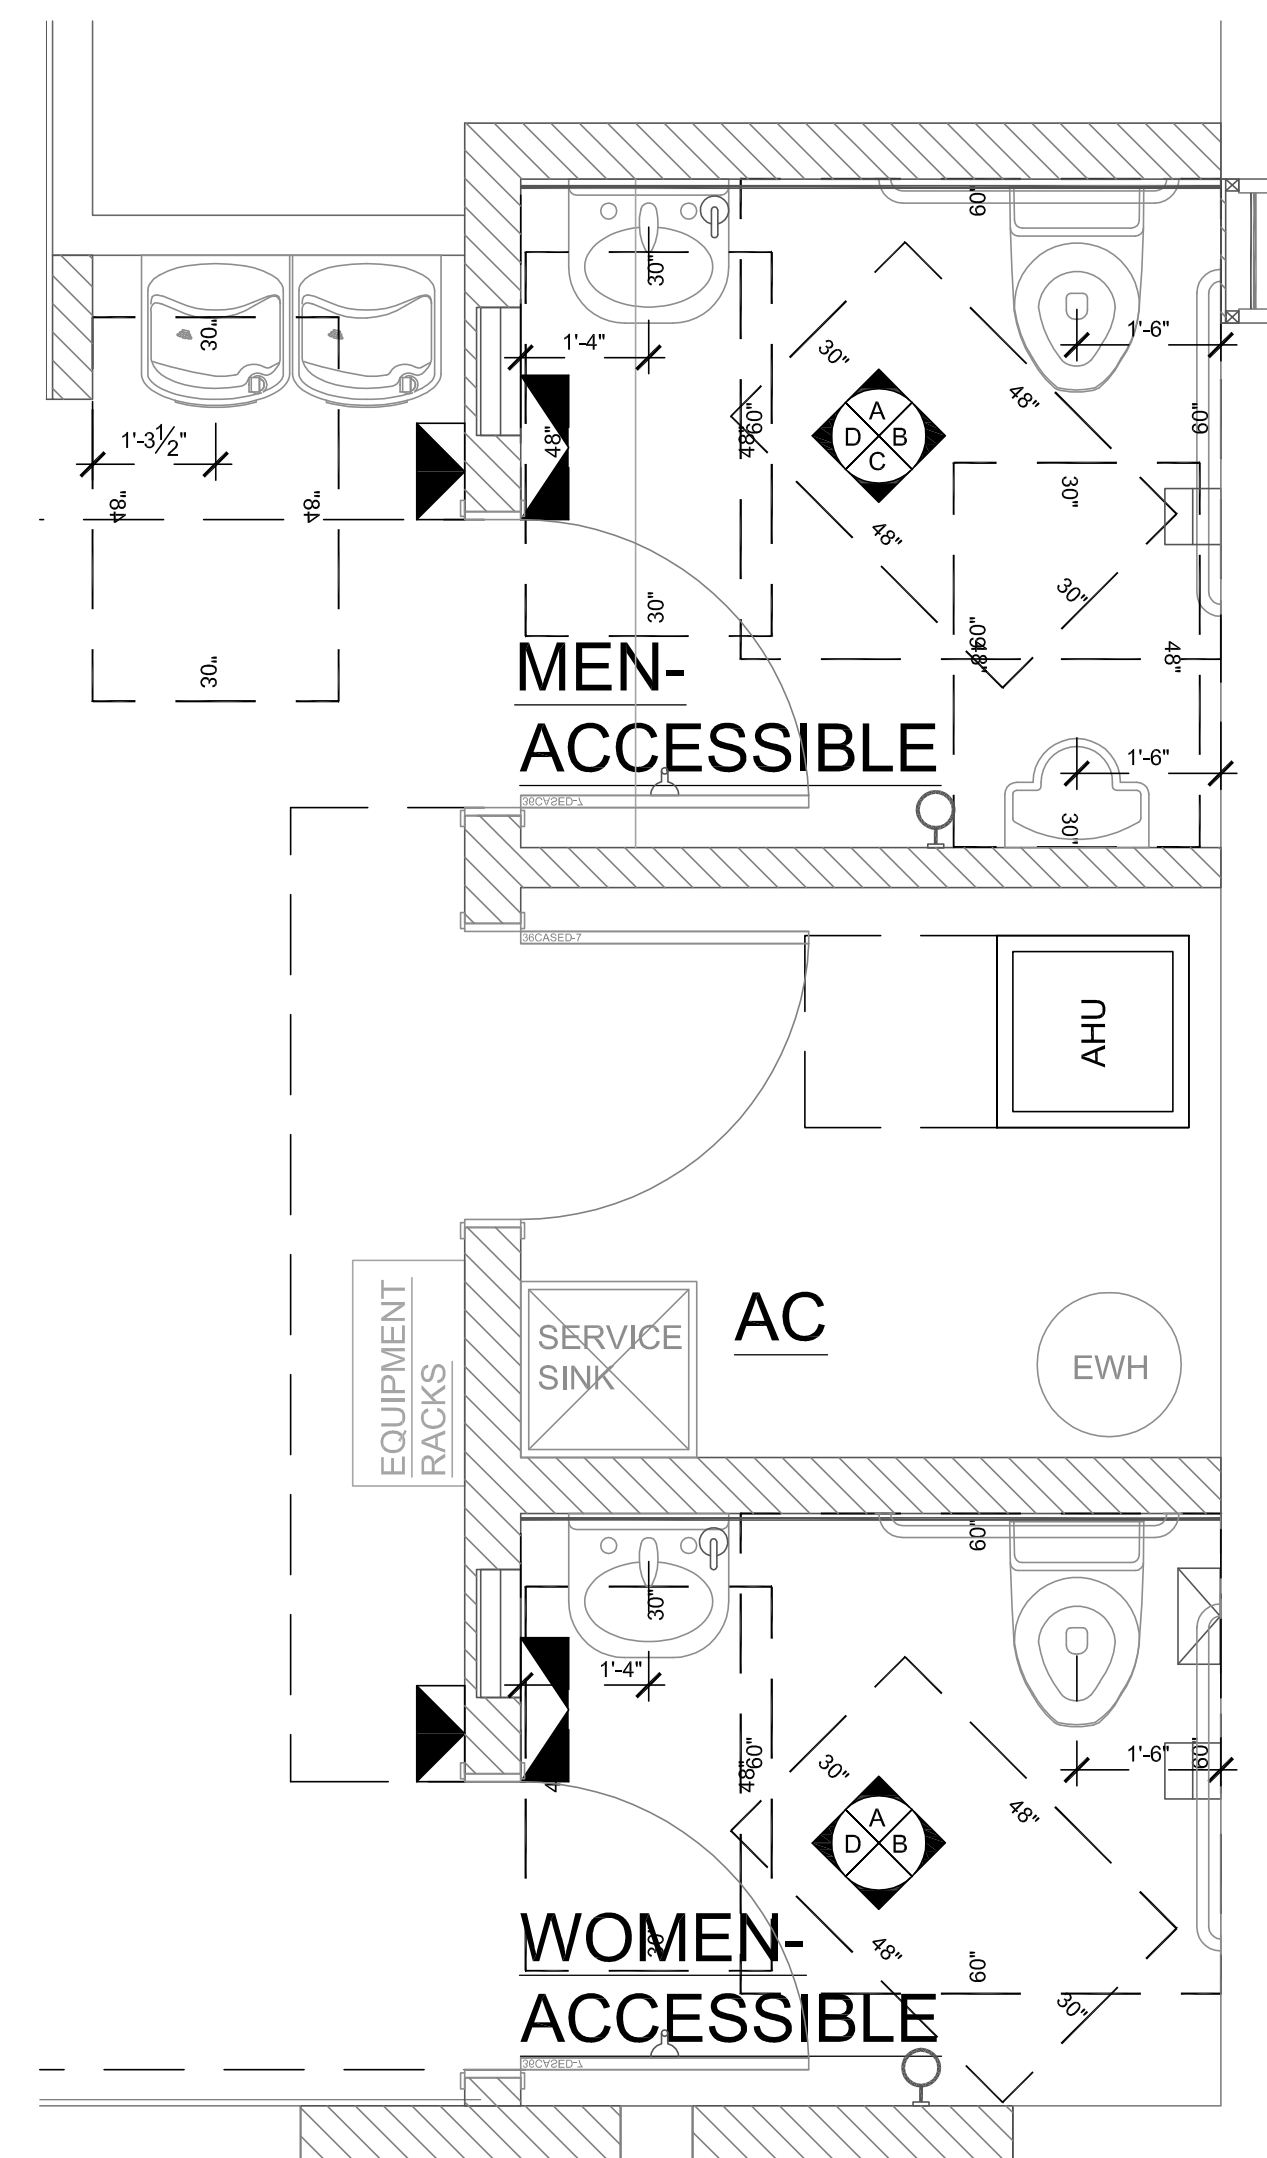 60"
30"
30"
1'-4"
1'-6"
30"
48"
A
D B
C
60"
48"
48"
60"
1'-3½"
48"
48"
30"
48"
30"
30"
60"
48"
48"
30"
MEN-
ACCESSIBLE
1'-6"
36CASED-7
30"
36CASED-7
AHU
AC
SERVICE
SINK
EWH
EQUIPMENT
RACKS
60"
30"
1'-4"
60"
48"
30"
1'-6"
60"
48"
A
D B
WOMEN-
30"
48"
60"
30"
ACCESSIBLE
36CASED-7